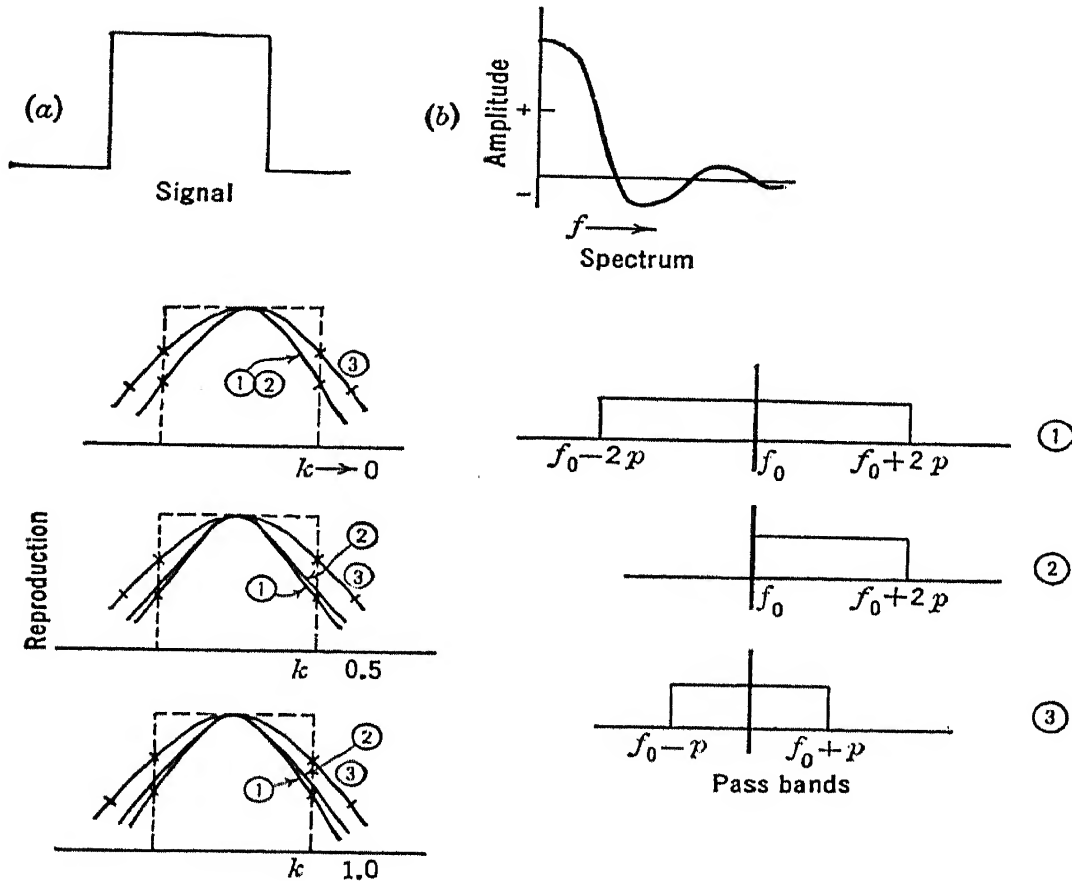 (a)
Signal
(b)
Amplitude
+
−
f
Spectrum
① ②
③
k → 0
Reproduction
②
①
③
k 0.5
②
①
③
k 1.0
f₀−2p
f₀
f₀+2p
①
f₀
f₀+2p
②
f₀−p
f₀+p
③
Pass bands